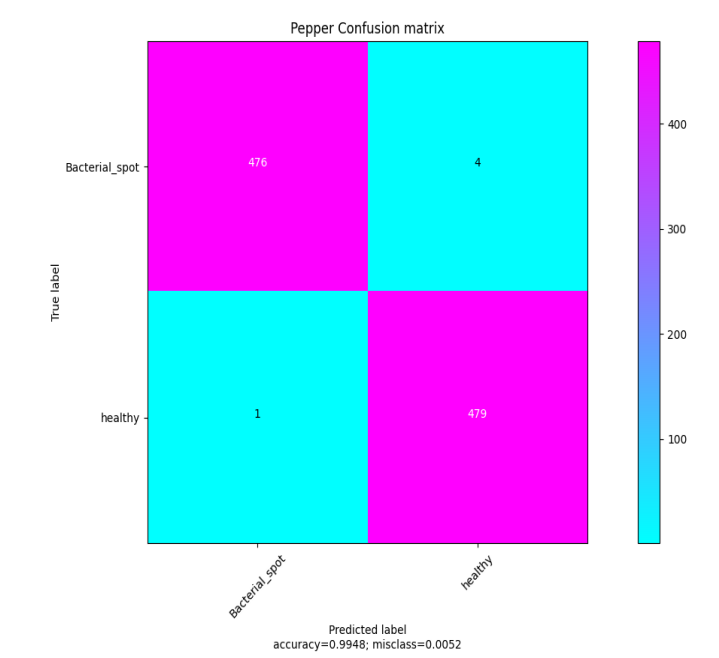 Pepper Confusion matrix
True label
Bacterial_spot
476
4
healthy
1
479
400
300
200
100
Bacterial_spot
healthy
Predicted label
accuracy=0.9948; misclass=0.0052